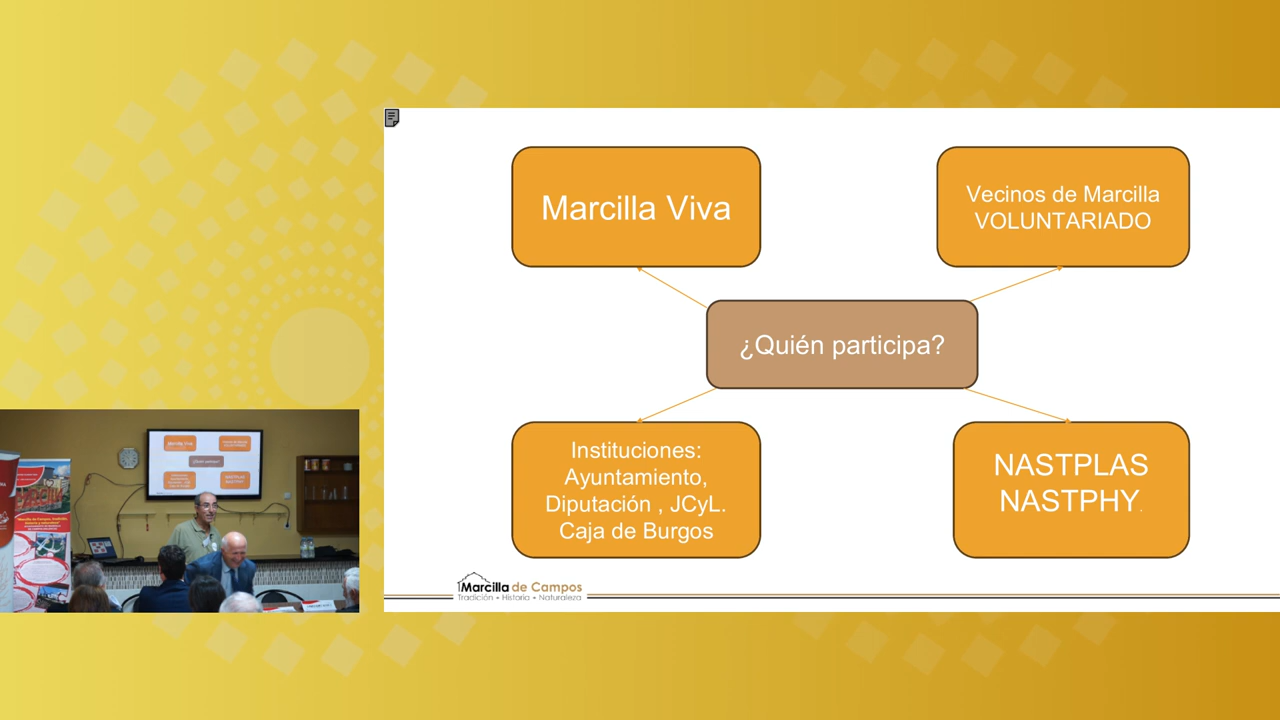 Marcilla Viva
Vecinos de Marcilla
VOLUNTARIADO
¿Quién participa?
Instituciones:
Ayuntamiento,
Diputación , JCyL.
Caja de Burgos
NASTPLAS
NASTPHY.
Marcilla de Campos
Tradición • Historia • Naturaleza